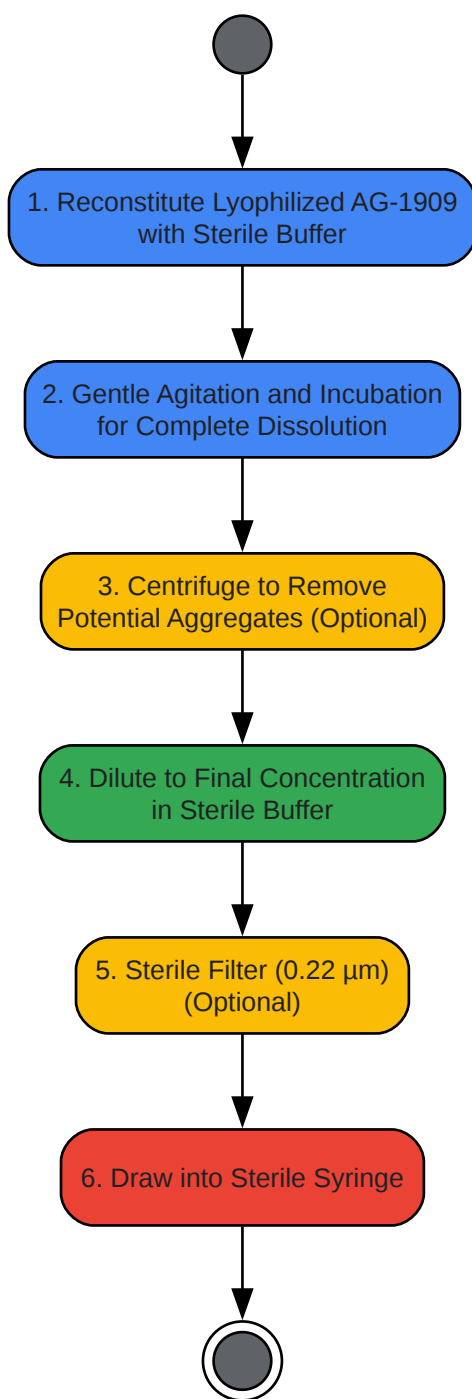 1. Reconstitute Lyophilized AG-1909
with Sterile Buffer
2. Gentle Agitation and Incubation
for Complete Dissolution
3. Centrifuge to Remove
Potential Aggregates (Optional)
4. Dilute to Final Concentration
in Sterile Buffer
5. Sterile Filter (0.22 µm)
(Optional)
6. Draw into Sterile Syringe